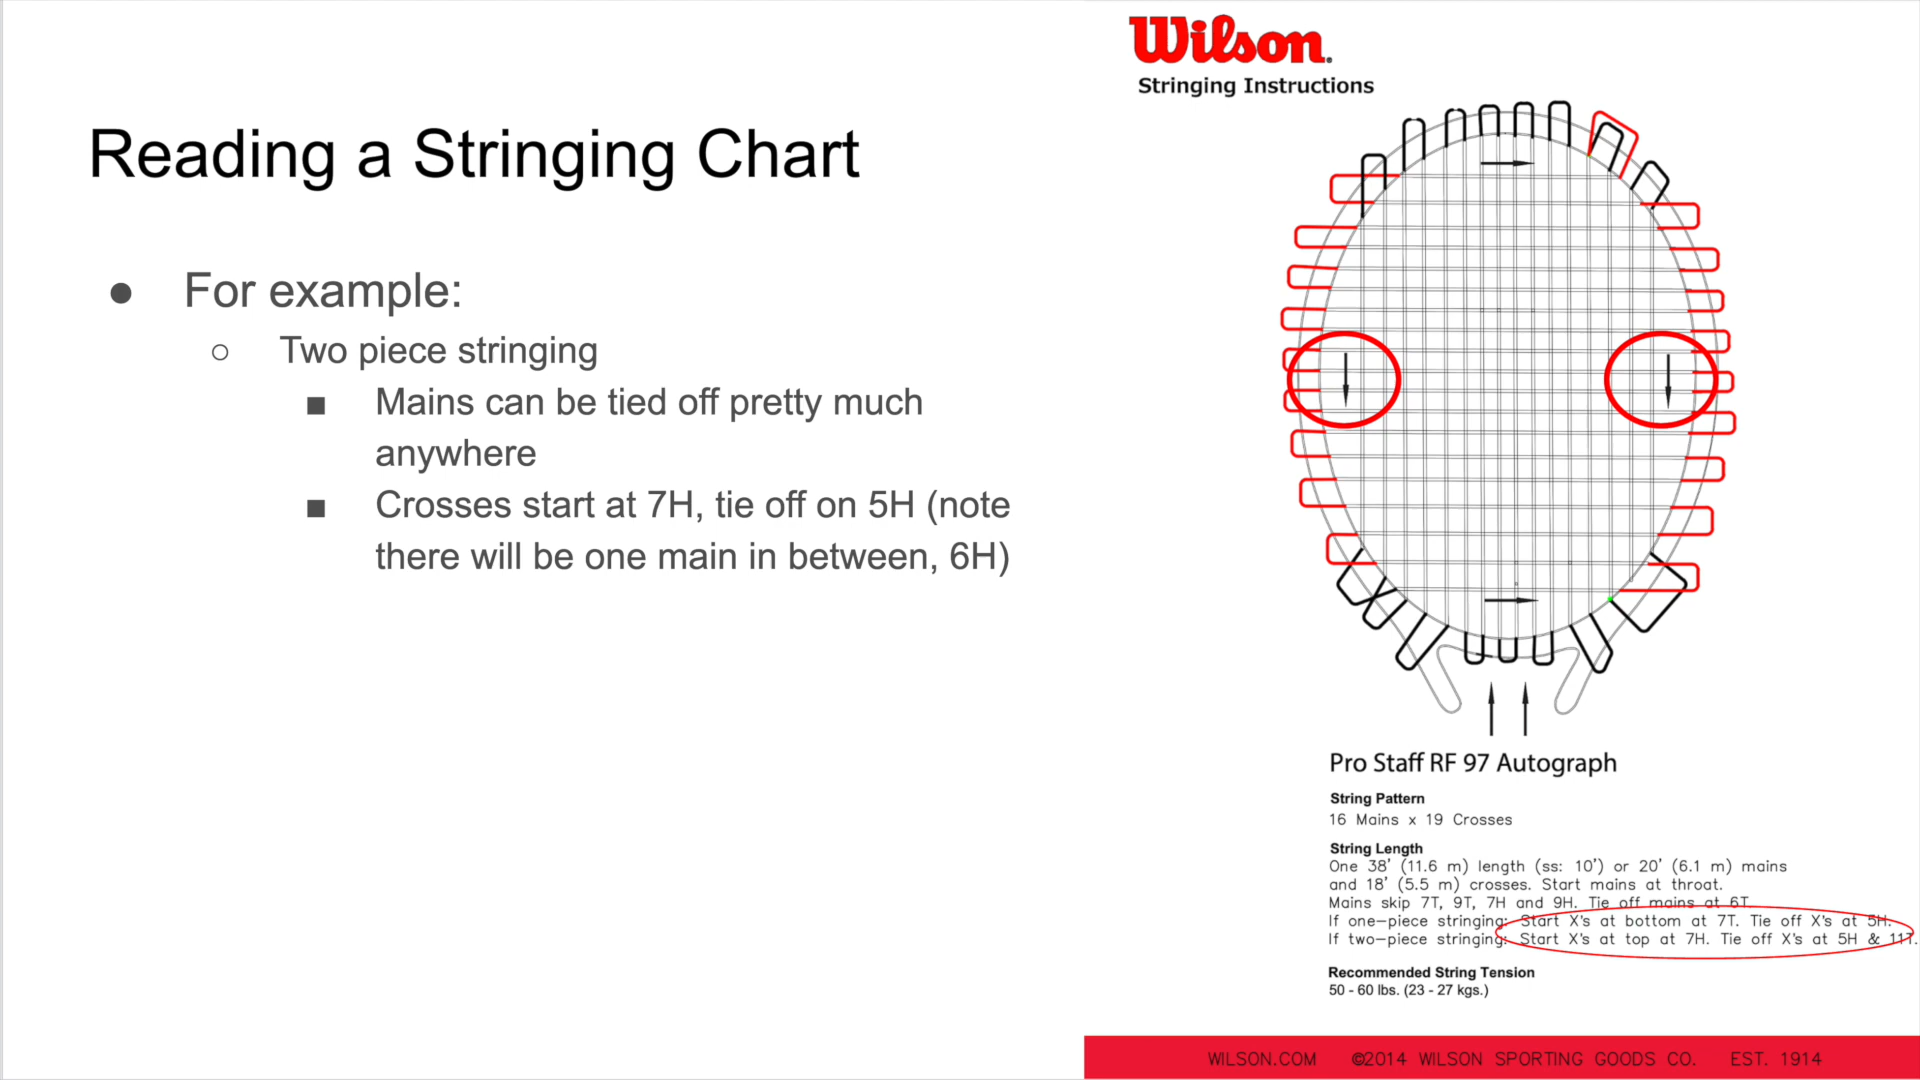 Reading a Stringing Chart
● For example:
○ Two piece stringing
■ Mains can be tied off pretty much
anywhere
■ Crosses start at 7H, tie off on 5H (note
there will be one main in between, 6H)
Wilson.
Stringing Instructions
Pro Staff RF 97 Autograph
String Pattern
16 Mains x 19 Crosses
String Length
One 38' (11.6 m) length (ss: 10') or 20' (6.1 m) mains
and 18' (5.5 m) crosses. Start mains at throat.
Mains skip 7T, 9T, 7H and 9H. Tie off mains at 6T.
If one-piece stringing: Start X's at bottom at 7T. Tie off X's at 5H.
If two-piece stringing: Start X's at top at 7H. Tie off X's at 5H & 11T.
Recommended String Tension
50 - 60 lbs. (23 - 27 kgs.)
WILSON.COM ©2014 WILSON SPORTING GOODS CO. EST. 1914